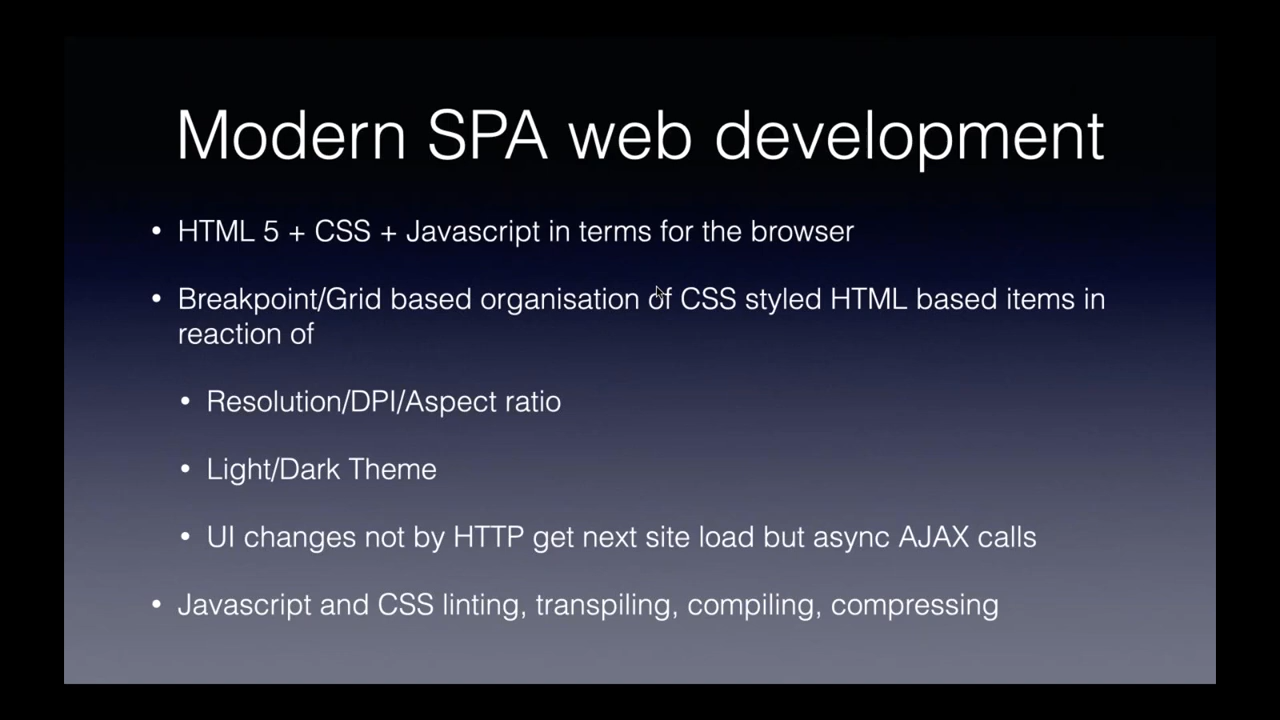 Modern SPA web development
• HTML 5 + CSS + Javascript in terms for the browser
• Breakpoint/Grid based organisation of CSS styled HTML based items in
reaction of
• Resolution/DPI/Aspect ratio
• Light/Dark Theme
• UI changes not by HTTP get next site load but async AJAX calls
• Javascript and CSS linting, transpiling, compiling, compressing